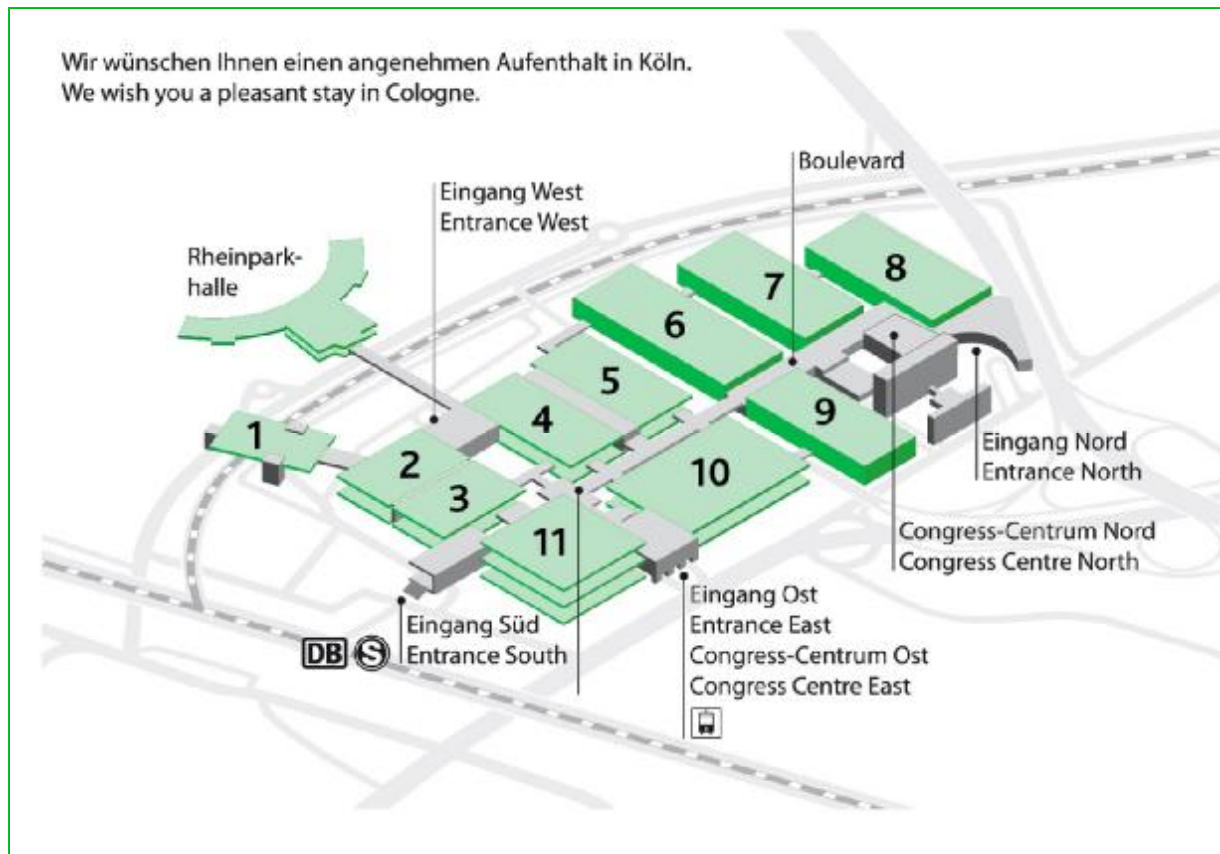 Wir wünschen Ihnen einen angenehmen Aufenthalt in Köln.
We wish you a pleasant stay in Cologne.
Boulevard
Eingang West
Entrance West
Rheinpark-
halle
8
7
6
5
4
9
1
2
10
3
11
Eingang Nord
Entrance North
Congress-Centrum Nord
Congress Centre North
Eingang Ost
Entrance East
Congress-Centrum Ost
Congress Centre East
Eingang Süd
Entrance South
DB S